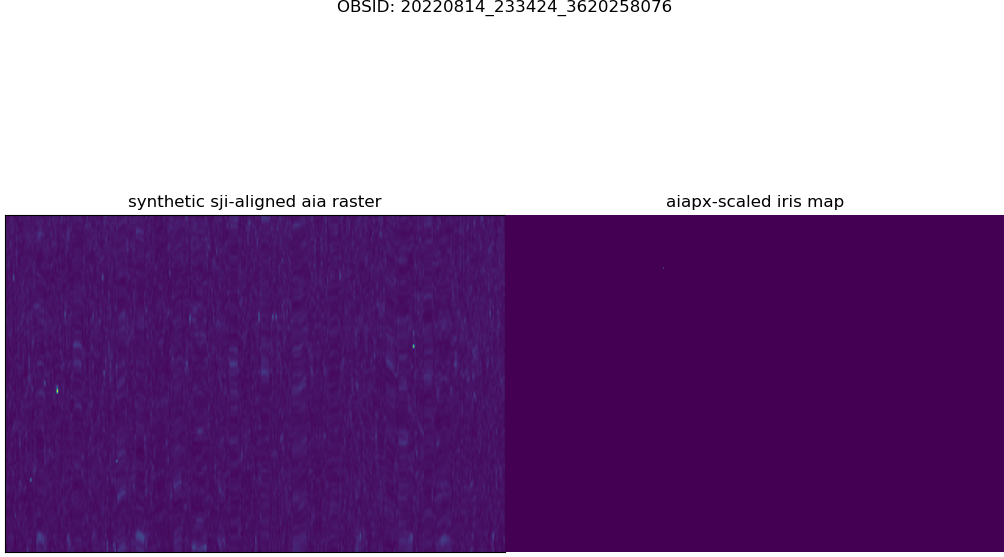 OBSID: 20220814_233424_3620258076
synthetic sji-aligned aia raster
aiapx-scaled iris map